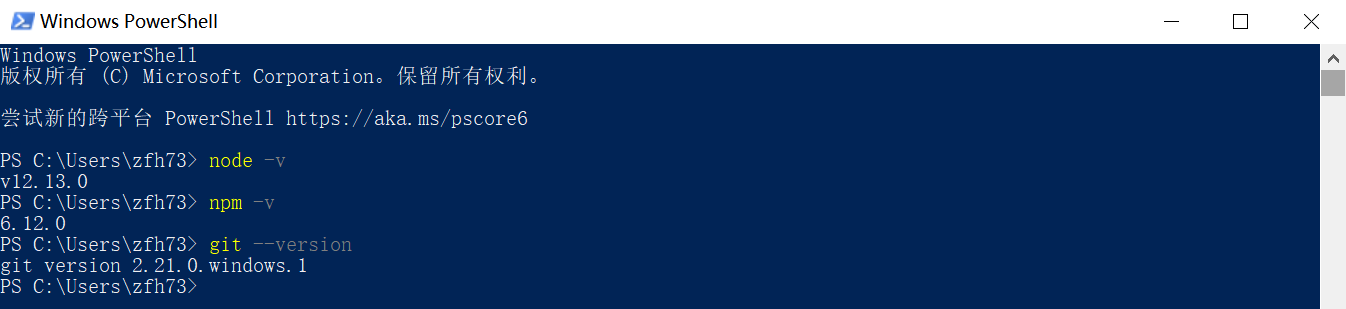 Windows PowerShell
Windows PowerShell
版权所有 (C) Microsoft Corporation。保留所有权利。
尝试新的跨平台 PowerShell https://aka.ms/pscore6
PS C:\Users\zfh73> node -v
v12.13.0
PS C:\Users\zfh73> npm -v
6.12.0
PS C:\Users\zfh73> git --version
git version 2.21.0.windows.1
PS C:\Users\zfh73>